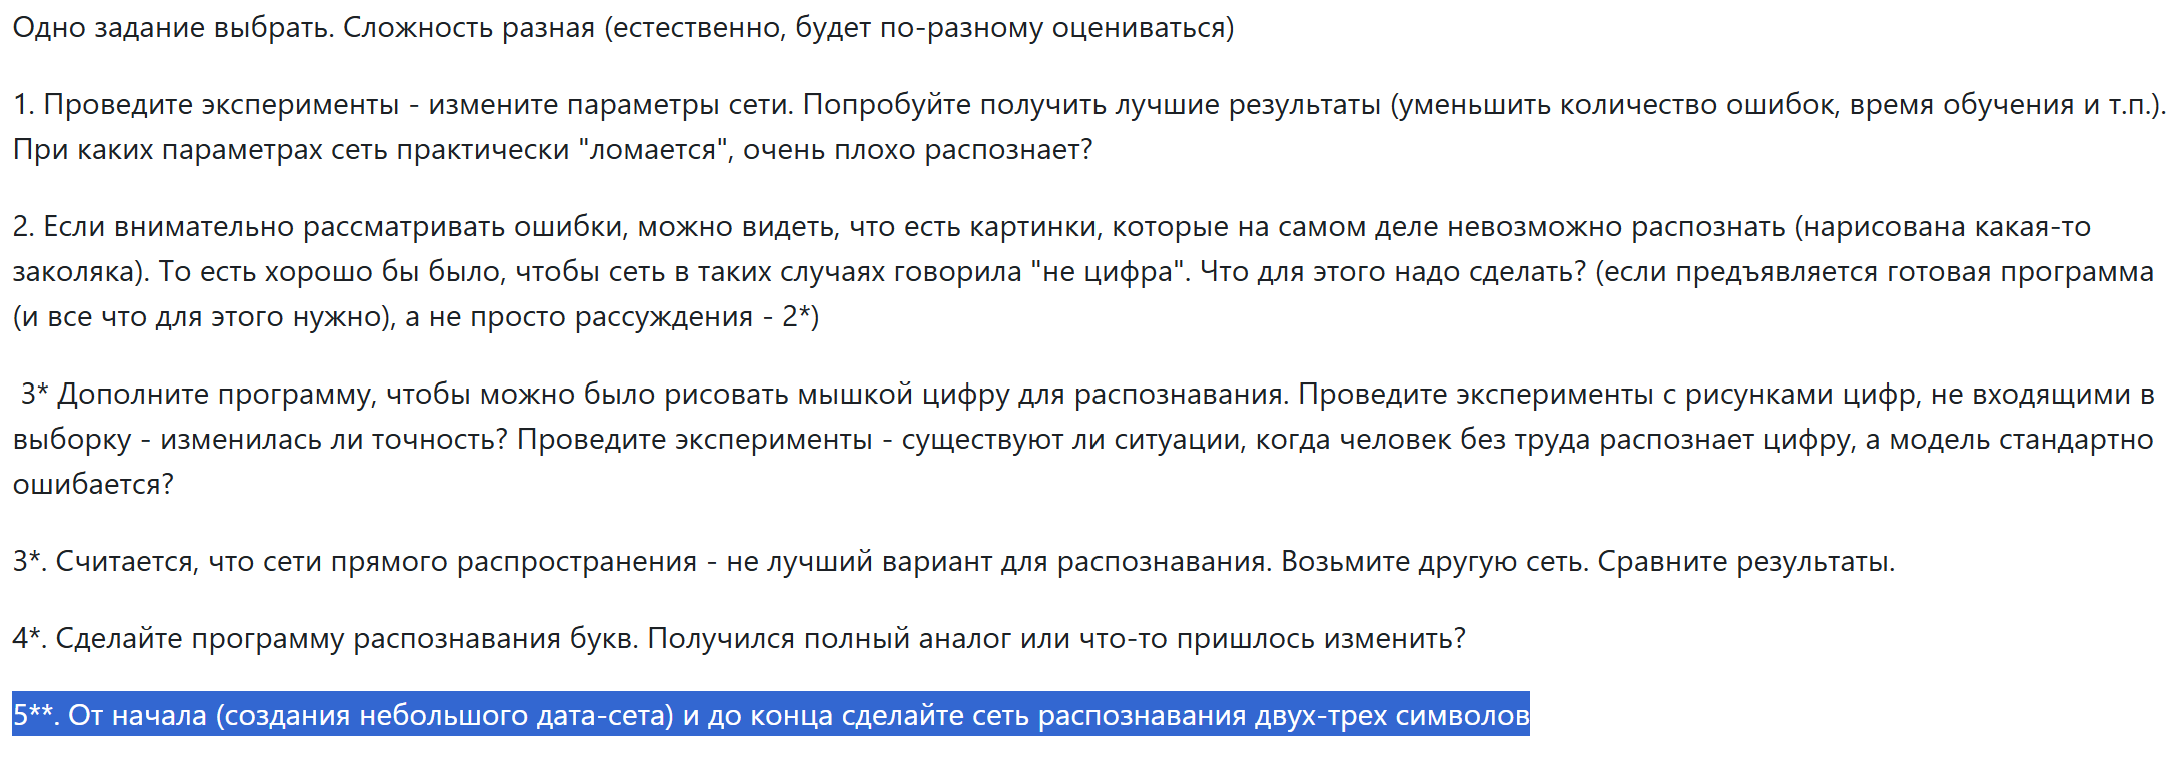 Одно задание выбрать. Сложность разная (естественно, будет по-разному оцениваться)
1. Проведите эксперименты - измените параметры сети. Попробуйте получить лучшие результаты (уменьшить количество ошибок, время обучения и т.п.).
При каких параметрах сеть практически "ломается", очень плохо распознает?
2. Если внимательно рассматривать ошибки, можно видеть, что есть картинки, которые на самом деле невозможно распознать (нарисована какая-то
заколяка). То есть хорошо бы было, чтобы сеть в таких случаях говорила "не цифра". Что для этого надо сделать? (если предъявляется готовая программа
(и все что для этого нужно), а не просто рассуждения - 2*)
3* Дополните программу, чтобы можно было рисовать мышкой цифру для распознавания. Проведите эксперименты с рисунками цифр, не входящими в
выборку - изменилась ли точность? Проведите эксперименты - существуют ли ситуации, когда человек без труда распознает цифру, а модель стандартно
ошибается?
3*. Считается, что сети прямого распространения - не лучший вариант для распознавания. Возьмите другую сеть. Сравните результаты.
4*. Сделайте программу распознавания букв. Получился полный аналог или что-то пришлось изменить?
5**. От начала (создания небольшого дата-сета) и до конца сделайте сеть распознавания двух-трех символов